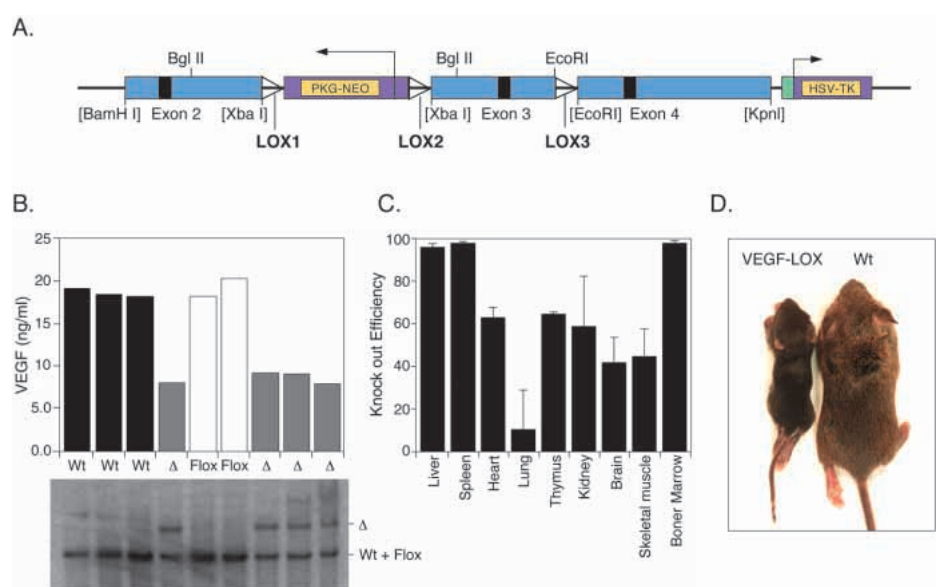 A.
Bgl II Bgl II EcoRI
PKG-NEO HSV-TK
[BamH I] Exon 2 [Xba I] [Xba I] Exon 3 [EcoRI] Exon 4 [KpnI]
LOX1 LOX2 LOX3
B.
25
20
15
10
5.0
0.0
VEGF (ng/ml)
Wt Wt Wt Δ Flox Flox Δ Δ Δ
Δ
Wt + Flox
C.
100
80
60
40
20
0
Knock out Efficiency
Liver
Spleen
Heart
Lung
Thymus
Kidney
Brain
Skeletal muscle
Boner Marrow
D.
VEGF-LOX Wt